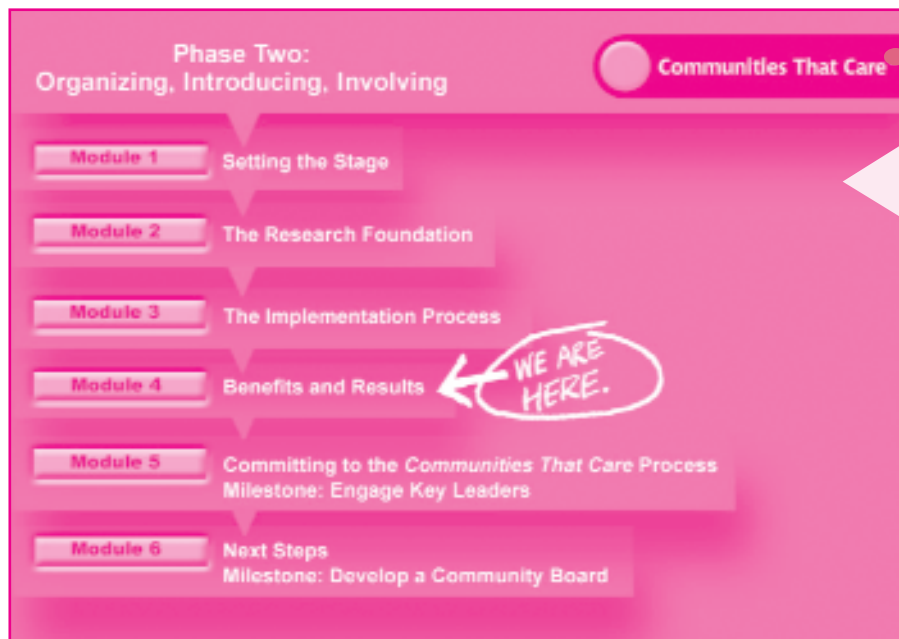 Phase Two:
Organizing, Introducing, Involving
Communities That Care
Module 1
Setting the Stage
Module 2
The Research Foundation
Module 3
The Implementation Process
Module 4
Benefits and Results
WE ARE
HERE.
Module 5
Committing to the Communities That Care Process
Milestone: Engage Key Leaders
Module 6
Next Steps
Milestone: Develop a Community Board